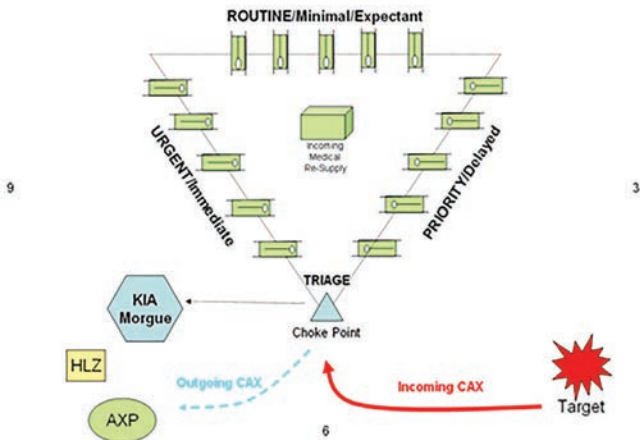 ROUTINE/Minimal/Expectant
Incoming
Medical
Re-Supply
URGENT/Immediate
PRIORITY/Delayed
9
3
TRIAGE
KIA
Morgue
Choke Point
HLZ
Outgoing CAX
Incoming CAX
Target
AXP
6